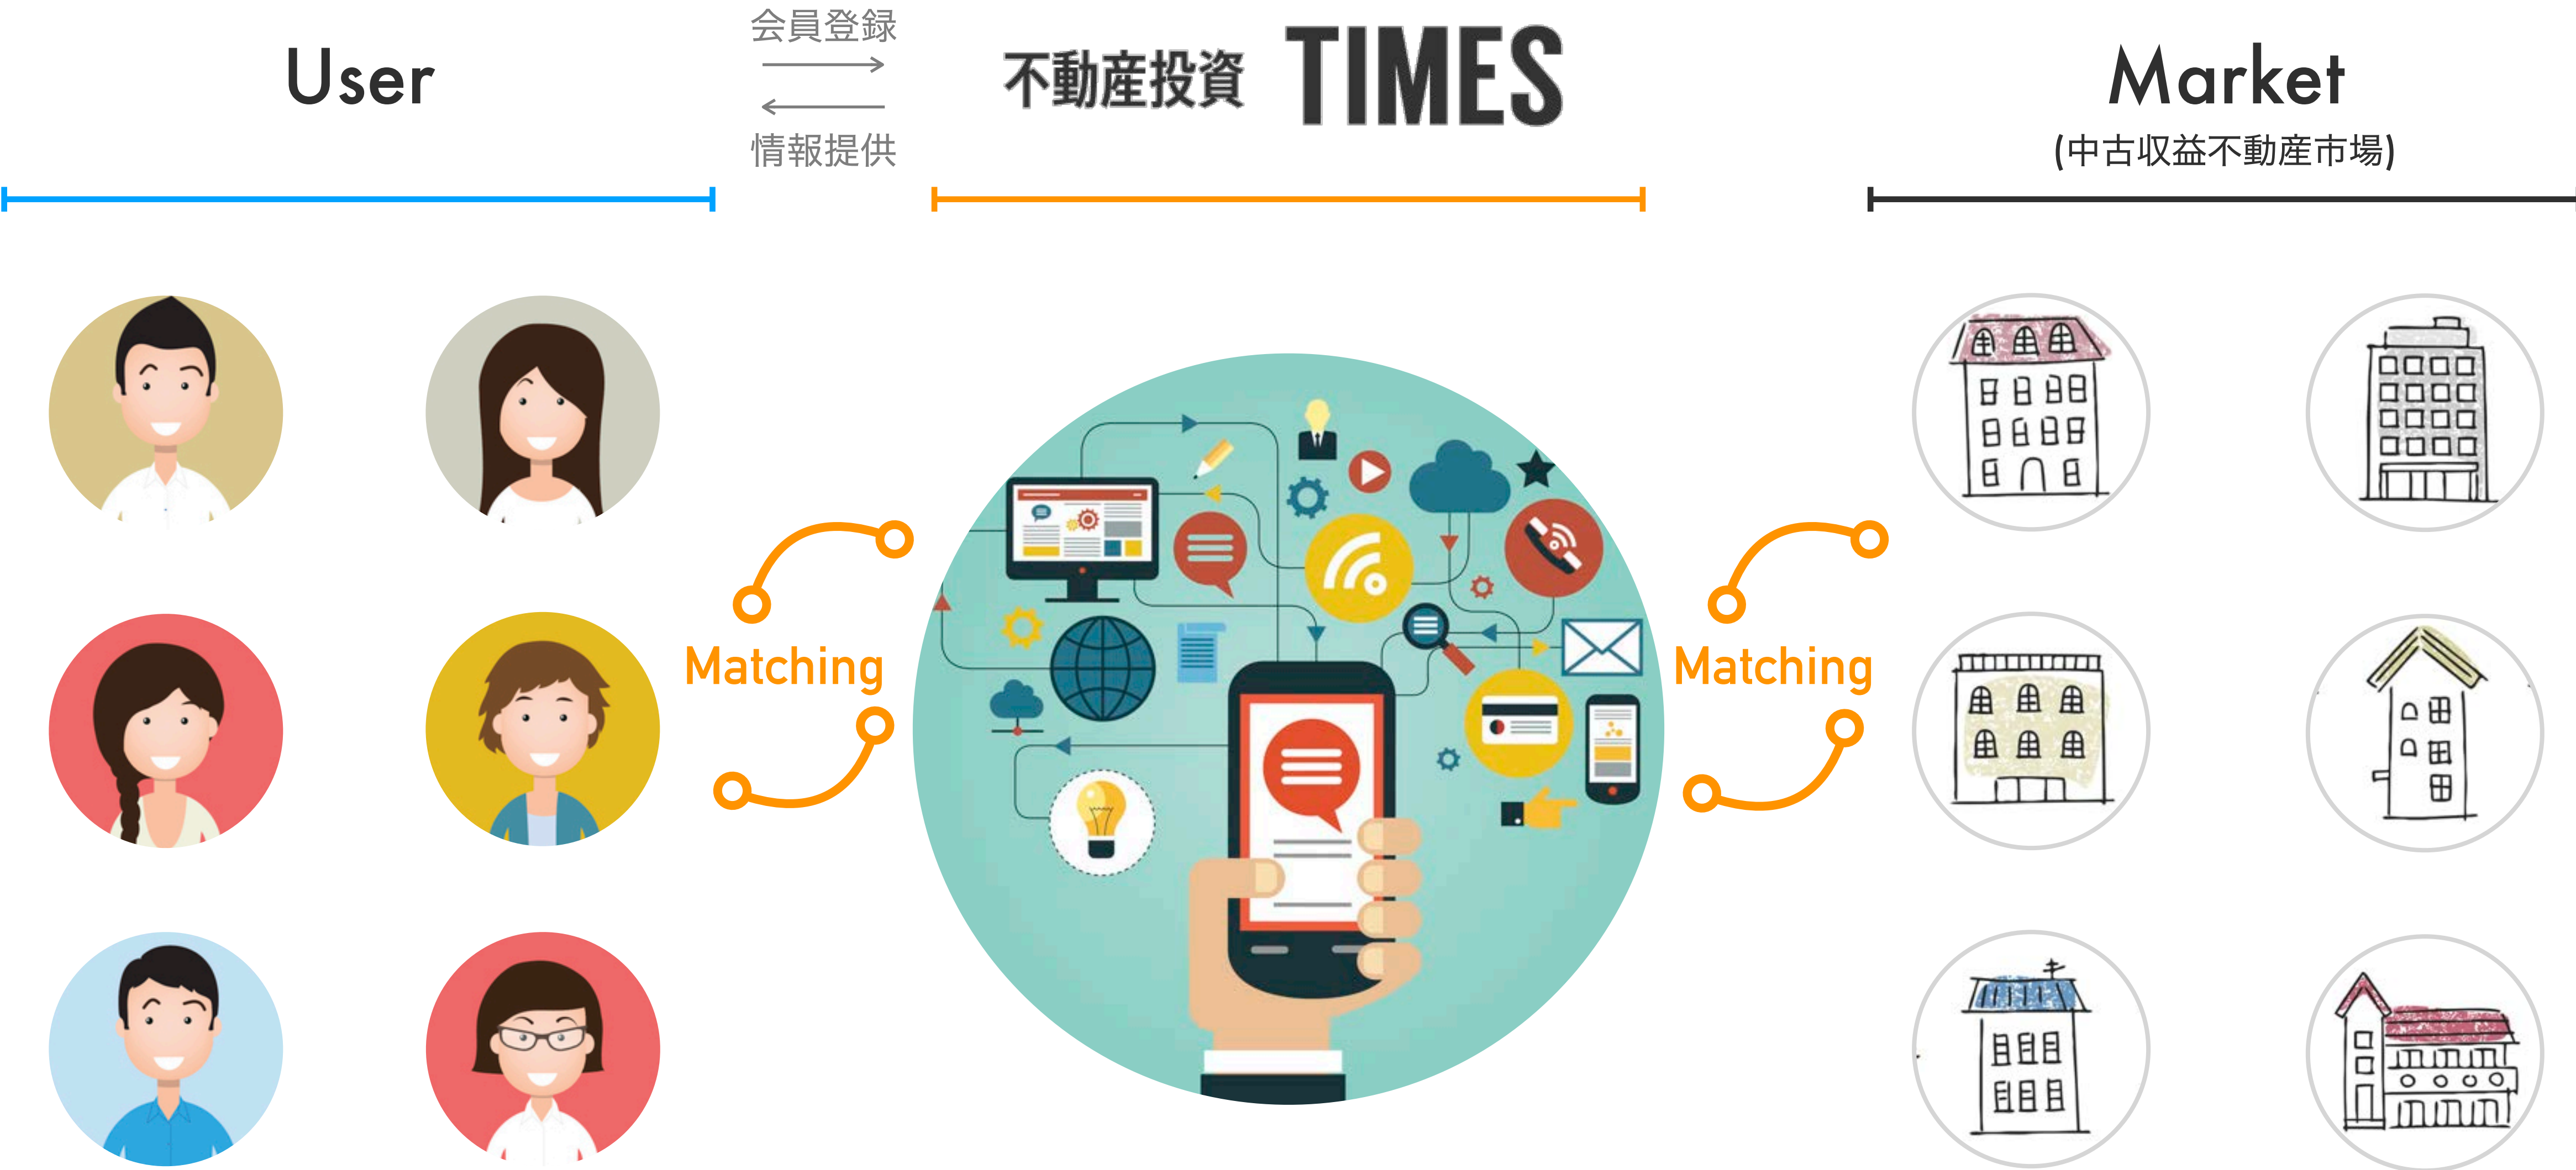 User
会員登録
情報提供
不動産投資 TIMES
Market
(中古収益不動産市場)
Matching
Matching